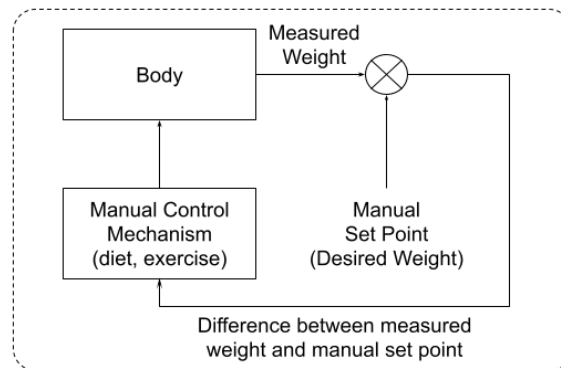 Measured
Weight
Body
Manual Control
Mechanism
(diet, exercise)
Manual
Set Point
(Desired Weight)
Difference between measured
weight and manual set point